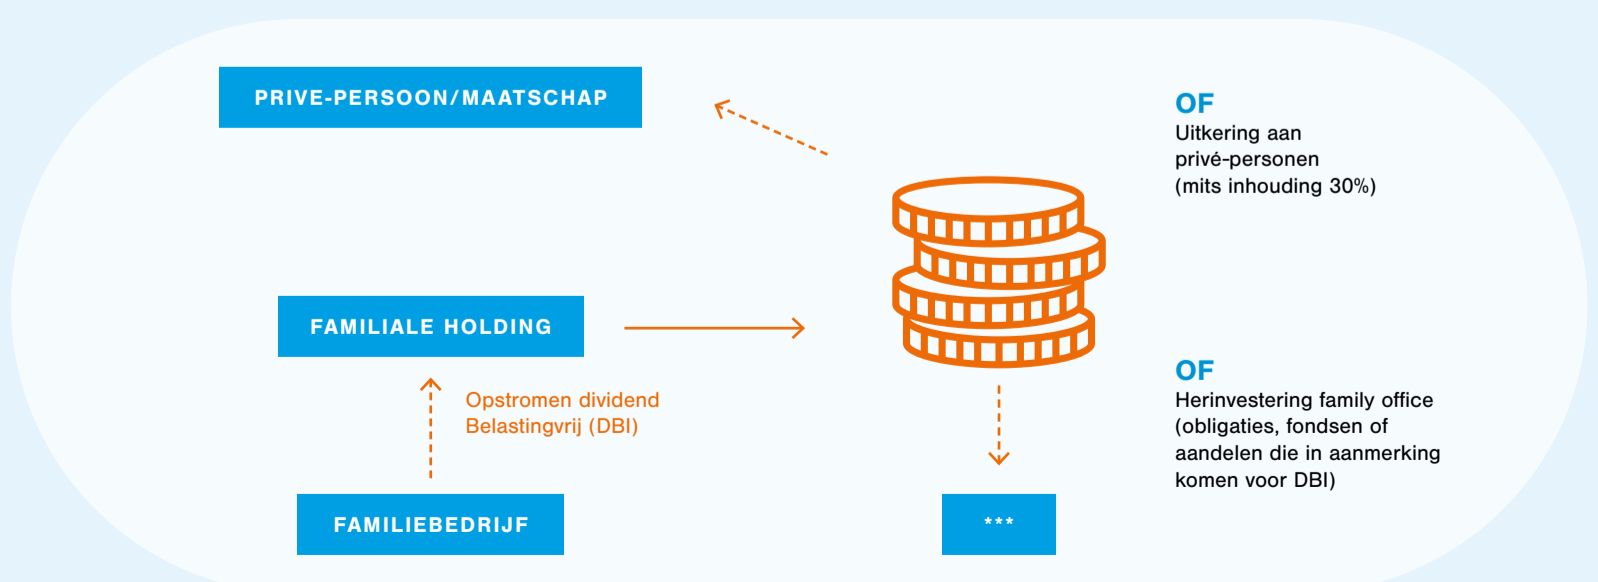 PRIVE-PERSOON/MAATSCHAP
OF
Uitkering aan
privé-personen
(mits inhouding 30%)
FAMILIALE HOLDING
Opstromen dividend
Belastingvrij (DBI)
OF
Herinvestering family office
(obligaties, fondsen of
aandelen die in aanmerking
komen voor DBI)
FAMILIEBEDRIJF
***